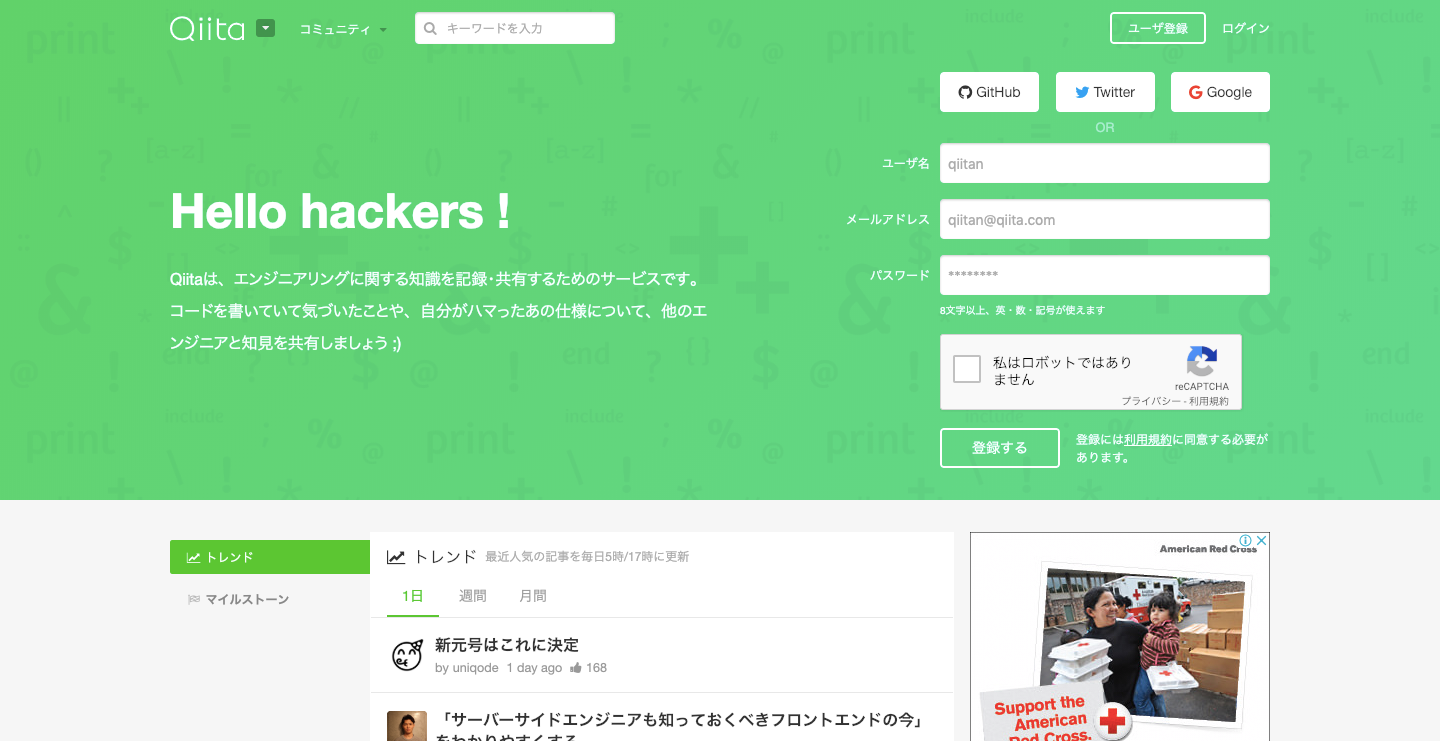 Qiita
コミュニティ
キーワードを入力
ユーザ登録
ログイン
GitHub
Twitter
Google
OR
ユーザ名
qiitan
メールアドレス
qiitan@qiita.com
パスワード
********
8文字以上、英・数・記号が使えます
Hello hackers !
Qiitaは、エンジニアリングに関する知識を記録・共有するためのサービスです。
コードを書いていて気づいたことや、自分がハマったあの仕様について、他のエ
ンジニアと知見を共有しましょう ;)
私はロボットではあり
ません
reCAPTCHA
プライバシー - 利用規約
登録する
登録には利用規約に同意する必要が
あります。
トレンド
マイルストーン
トレンド 最近人気の記事を毎日5時/17時に更新
1日
週間
月間
新元号はこれに決定
by uniqode 1 day ago 168
「サーバーサイドエンジニアも知っておくべきフロントエンドの今」
をわかりやすくする
American Red Cross
Support the
American
Red Cross.